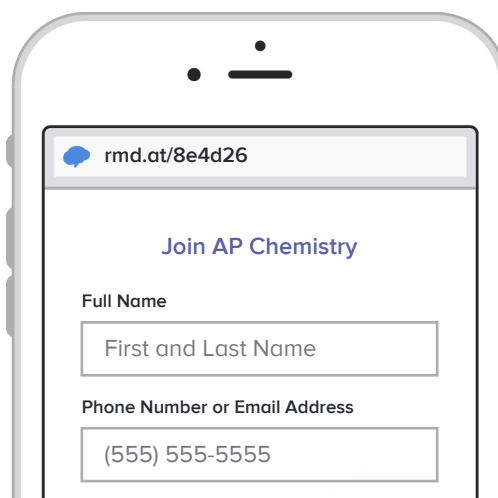 rmd.at/8e4d26
Join AP Chemistry
Full Name
First and Last Name
Phone Number or Email Address
(555) 555-5555